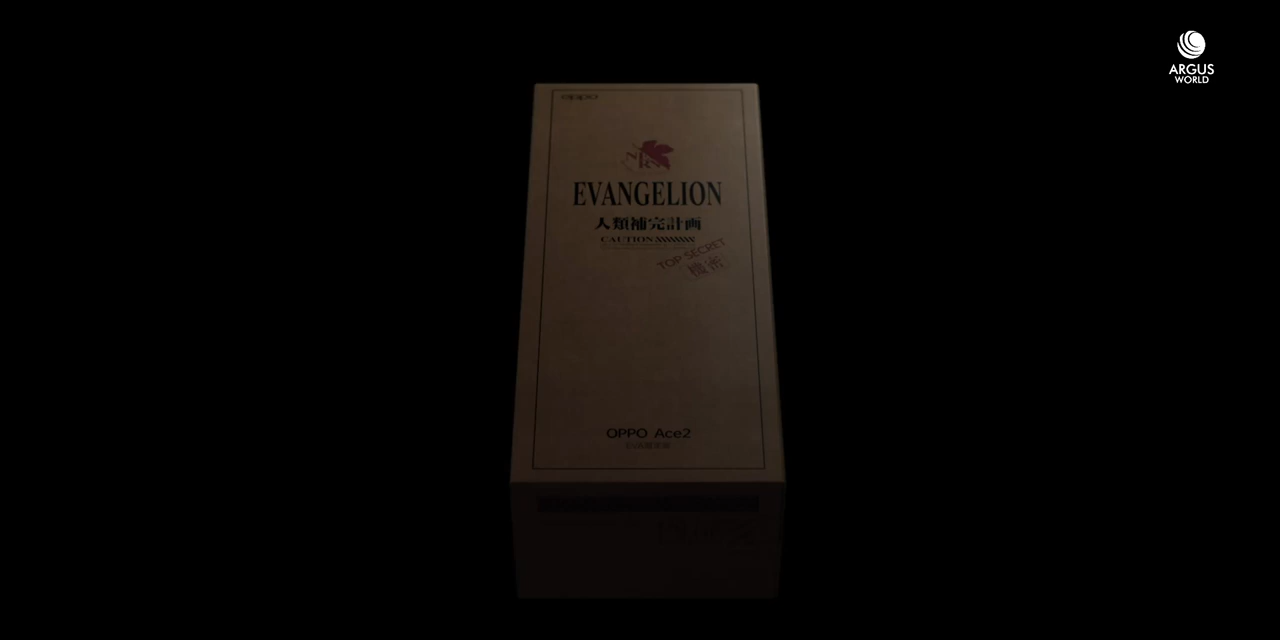 ARGUS
WORLD
oppo
EVANGELION
人類補完計画
CAUTION
TOP SECRET
機密
OPPO Ace2